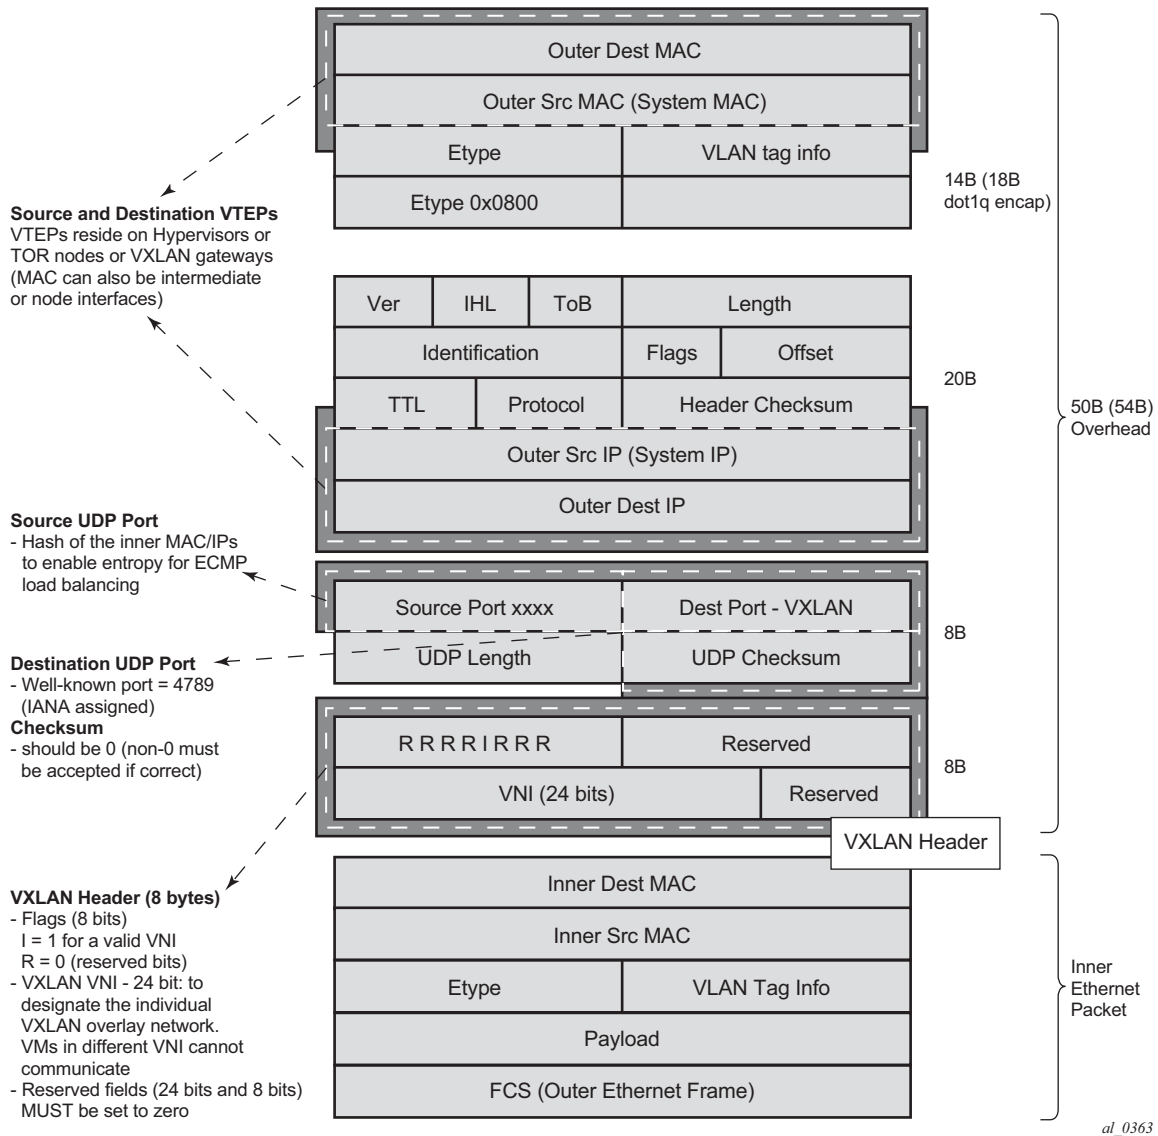 Outer Dest MAC
Outer Src MAC (System MAC)
Etype VLAN tag info
Etype 0x0800
14B (18B
dot1q encap)
Source and Destination VTEPs
VTEPs reside on Hypervisors or
TOR nodes or VXLAN gateways
(MAC can also be intermediate
or node interfaces)
Ver IHL ToB Length
Identification Flags Offset
TTL Protocol Header Checksum
20B
Outer Src IP (System IP)
Outer Dest IP
50B (54B)
Overhead
Source UDP Port
- Hash of the inner MAC/IPs
to enable entropy for ECMP
load balancing
Source Port xxxx Dest Port - VXLAN
UDP Length UDP Checksum
8B
Destination UDP Port
- Well-known port = 4789
(IANA assigned)
Checksum
- should be 0 (non-0 must
be accepted if correct)
R R R R I R R R Reserved
VNI (24 bits) Reserved
8B
VXLAN Header
VXLAN Header (8 bytes)
- Flags (8 bits)
I = 1 for a valid VNI
R = 0 (reserved bits)
- VXLAN VNI - 24 bit: to
designate the individual
VXLAN overlay network.
VMs in different VNI cannot
communicate
- Reserved fields (24 bits and 8 bits)
MUST be set to zero
Inner Dest MAC
Inner Src MAC
Etype VLAN Tag Info
Payload
FCS (Outer Ethernet Frame)
Inner
Ethernet
Packet
al_0363